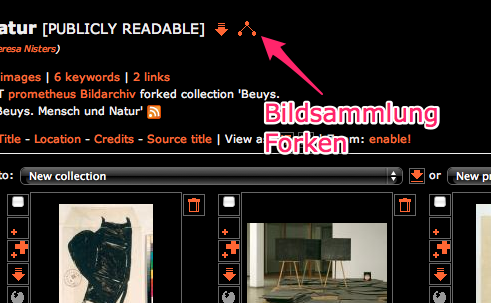 atur [PUBLICLY READABLE]
eresa Nisters)
images | 6 keywords | 2 links
T prometheus Bildarchiv forked collection 'Beuys.
Beuys. Mensch und Natur'
Bildsammlung
Forken
Title - Location - Credits - Source title | View as: enable!
to: New collection or New pr